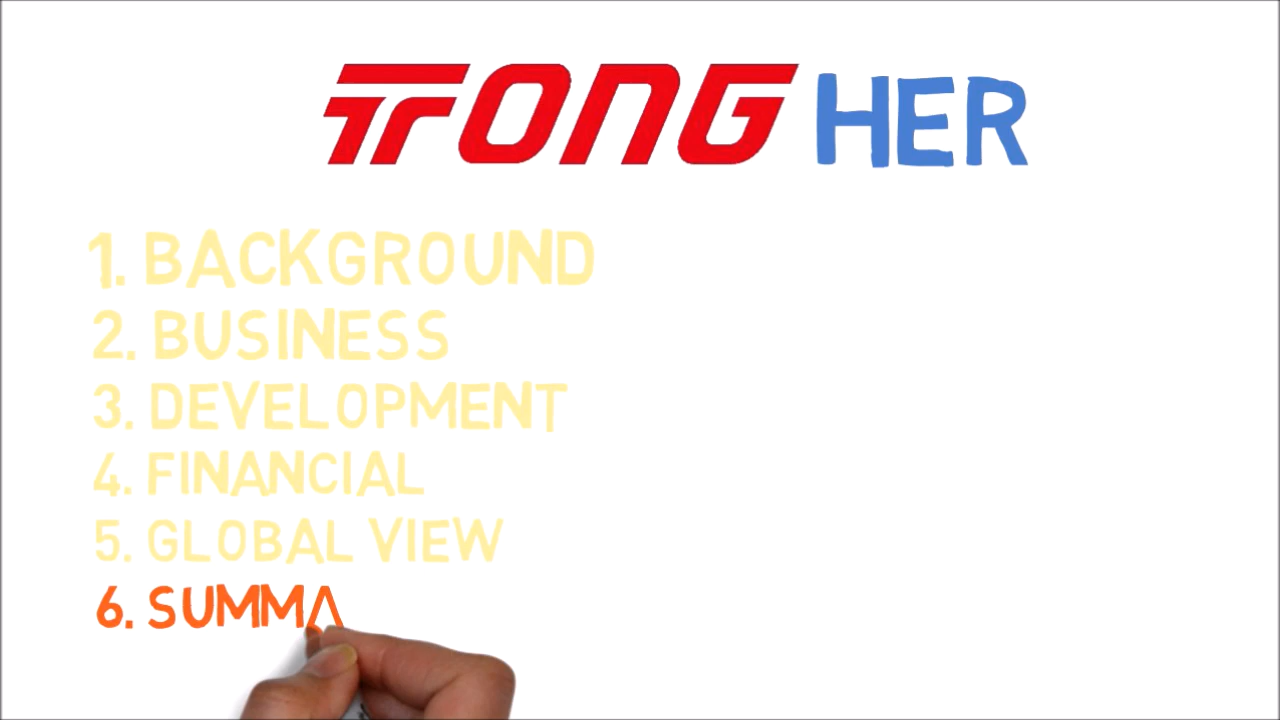 TONG HER
1. BACKGROUND
2. BUSINESS
3. DEVELOPMENT
4. FINANCIAL
5. GLOBAL VIEW
6. SUMMA